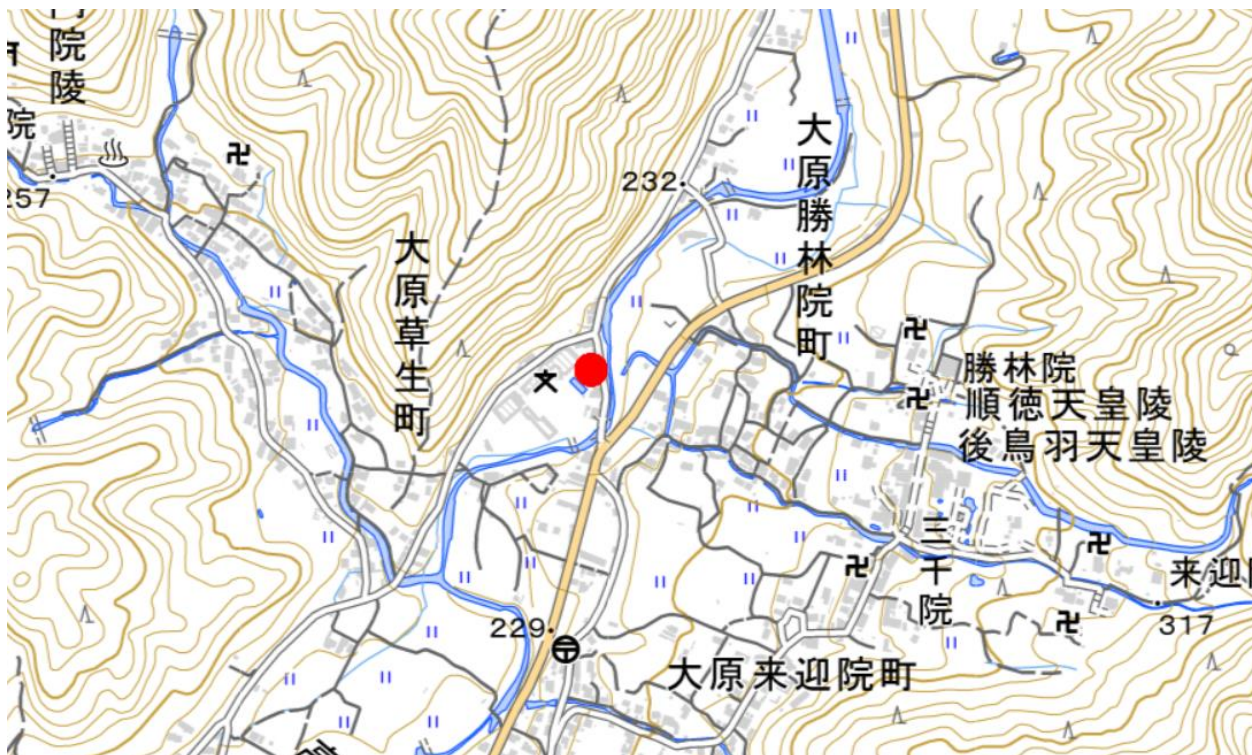 院陵
院
257
大原草生町
232
大原勝林院町
勝林院
順徳天皇陵
後鳥羽天皇陵
三千院
来迎
317
229
大原来迎院町